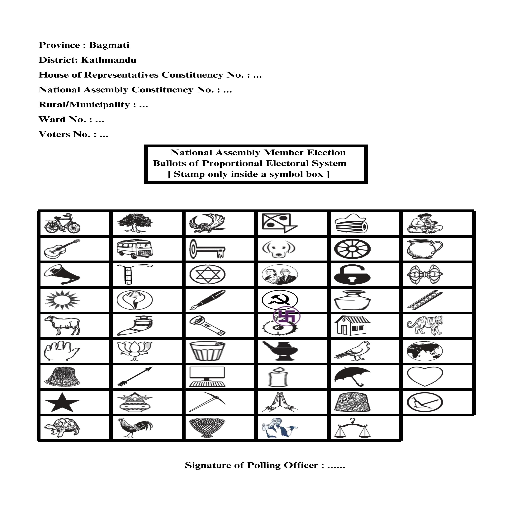 Province : Bagmati
District: Kathmandu
House of Representatives Constituency No. : ...
National Assembly Constituency No. : ...
Rural/Municipality : ...
Ward No. : ...
Voters No. : ...
National Assembly Member Election
Ballots of Proportional Electoral System
[ Stamp only inside a symbol box ]
Signature of Polling Officer : ......